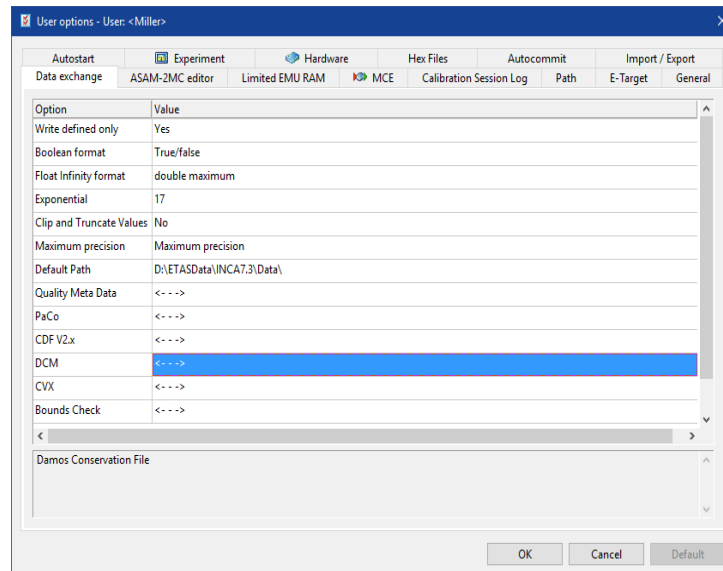 User options - User: <Miller>
Autostart Experiment Hardware Hex Files Autocommit Import / Export
Data exchange ASAM-2MC editor Limited EMU RAM MCE Calibration Session Log Path E-Target General
Option Value
Write defined only Yes
Boolean format True/false
Float Infinity format double maximum
Exponential 17
Clip and Truncate Values No
Maximum precision Maximum precision
Default Path D:\ETASData\INCA7.3\Data\
Quality Meta Data <- - ->
PaCo <- - ->
CDF V2.x <- - ->
DCM <- - ->
CVX <- - ->
Bounds Check <- - ->
Damos Conservation File
OK Cancel Default